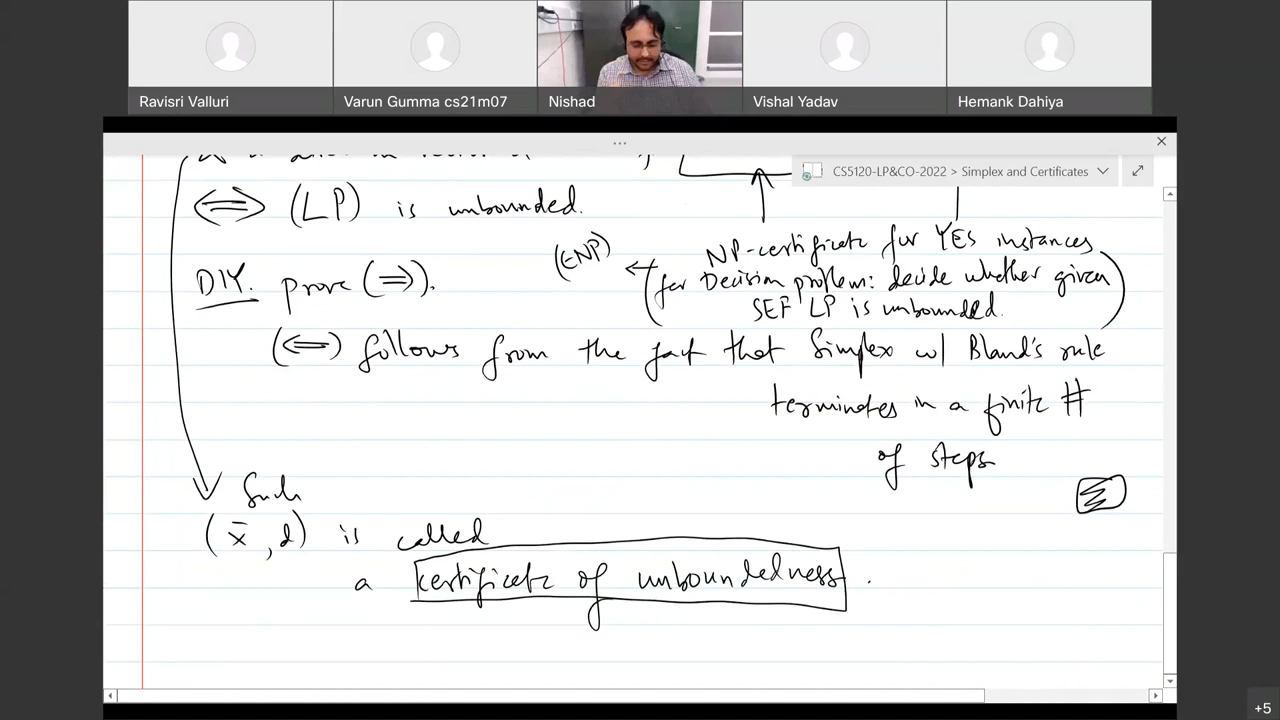 Ravisri Valluri
Varun Gumma cs21m07
Nishad
Vishal Yadav
Hemank Dahiya
CS5120-LP&CO-2022 > Simplex and Certificates
⟺ (LP) is unbounded.
NP-certificate for YES instances
(∈NP) ← (for Decision problem: decide whether given
SEF LP is unbounded.)
DIY. prove (⇒).
(⇐) follows from the fact that Simplex w/ Bland's rule
terminates in a finite #
of steps
Such
(x̄, d) is called
a certificate of unboundedness.
+5